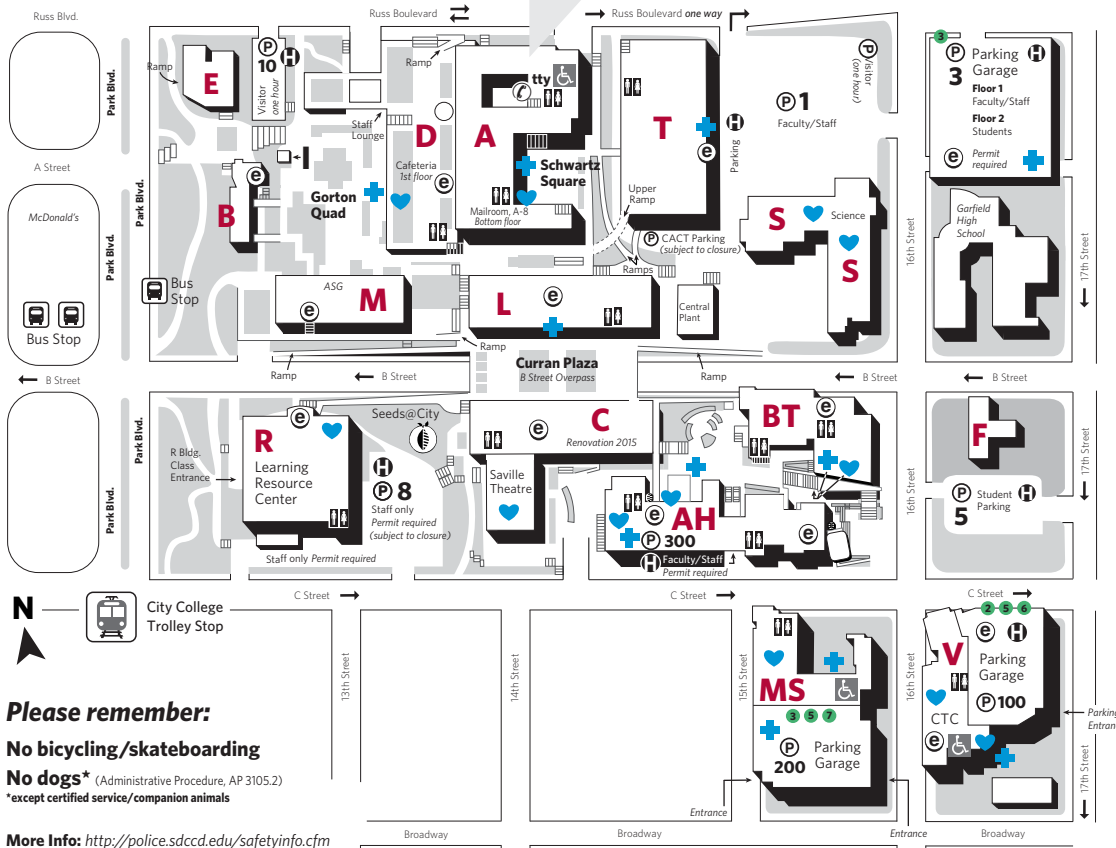 Russ Blvd.
Russ Boulevard
Russ Boulevard one way
Park Blvd.
Park Blvd.
Park Blvd.
Park Blvd.
Park Blvd.
Park Blvd.
A Street
McDonald's
Bus Stop
Bus
Stop
B Street
Ramp
E
P
10
H
Visitor
one hour
Ramp
Staff
Lounge
D
Cafeteria
1st floor
e
A
tty
Schwartz
Square
Mailroom, A-8
Bottom floor
Gorton
Quad
B
e
T
e
H
Parking
Upper
Ramp
P CACT Parking
(subject to closure)
Ramps
P 1
Faculty/Staff
P
(one hour)
S
Science
S
16th Street
3
P
3
Parking
Garage
H
Floor 1
Faculty/Staff
Floor 2
Students
e
Permit
required
Garfield
High
School
17th Street
ASG
M
e
L
e
Central
Plant
Ramp
Curran Plaza
B Street Overpass
Ramp
Ramp
B Street
B Street
B Street
R Bldg.
Class
Entrance
R
e
Learning
Resource
Center
Seeds@City
H
P 8
Staff only
Permit required
(subject to closure)
Staff only Permit required
C
e
Renovation 2015
Saville
Theatre
BT
e
AH
e
e
P 300
H Faculty/Staff
Permit required
16th Street
F
P
5
Student
Parking
H
17th Street
C Street
C Street
C Street
N
City College
Trolley Stop
13th Street
14th Street
15th Street
16th Street
MS
3 5 7
P
200
Parking
Garage
Entrance
Entrance
2 5 6
e
H
V
Parking
Garage
P 100
CTC
e
17th Street
Please remember:
No bicycling/skateboarding
No dogs* (Administrative Procedure, AP 3105.2)
*except certified service/companion animals
More Info: http://police.sdccd.edu/safetyinfo.cfm
Broadway
Broadway
Broadway